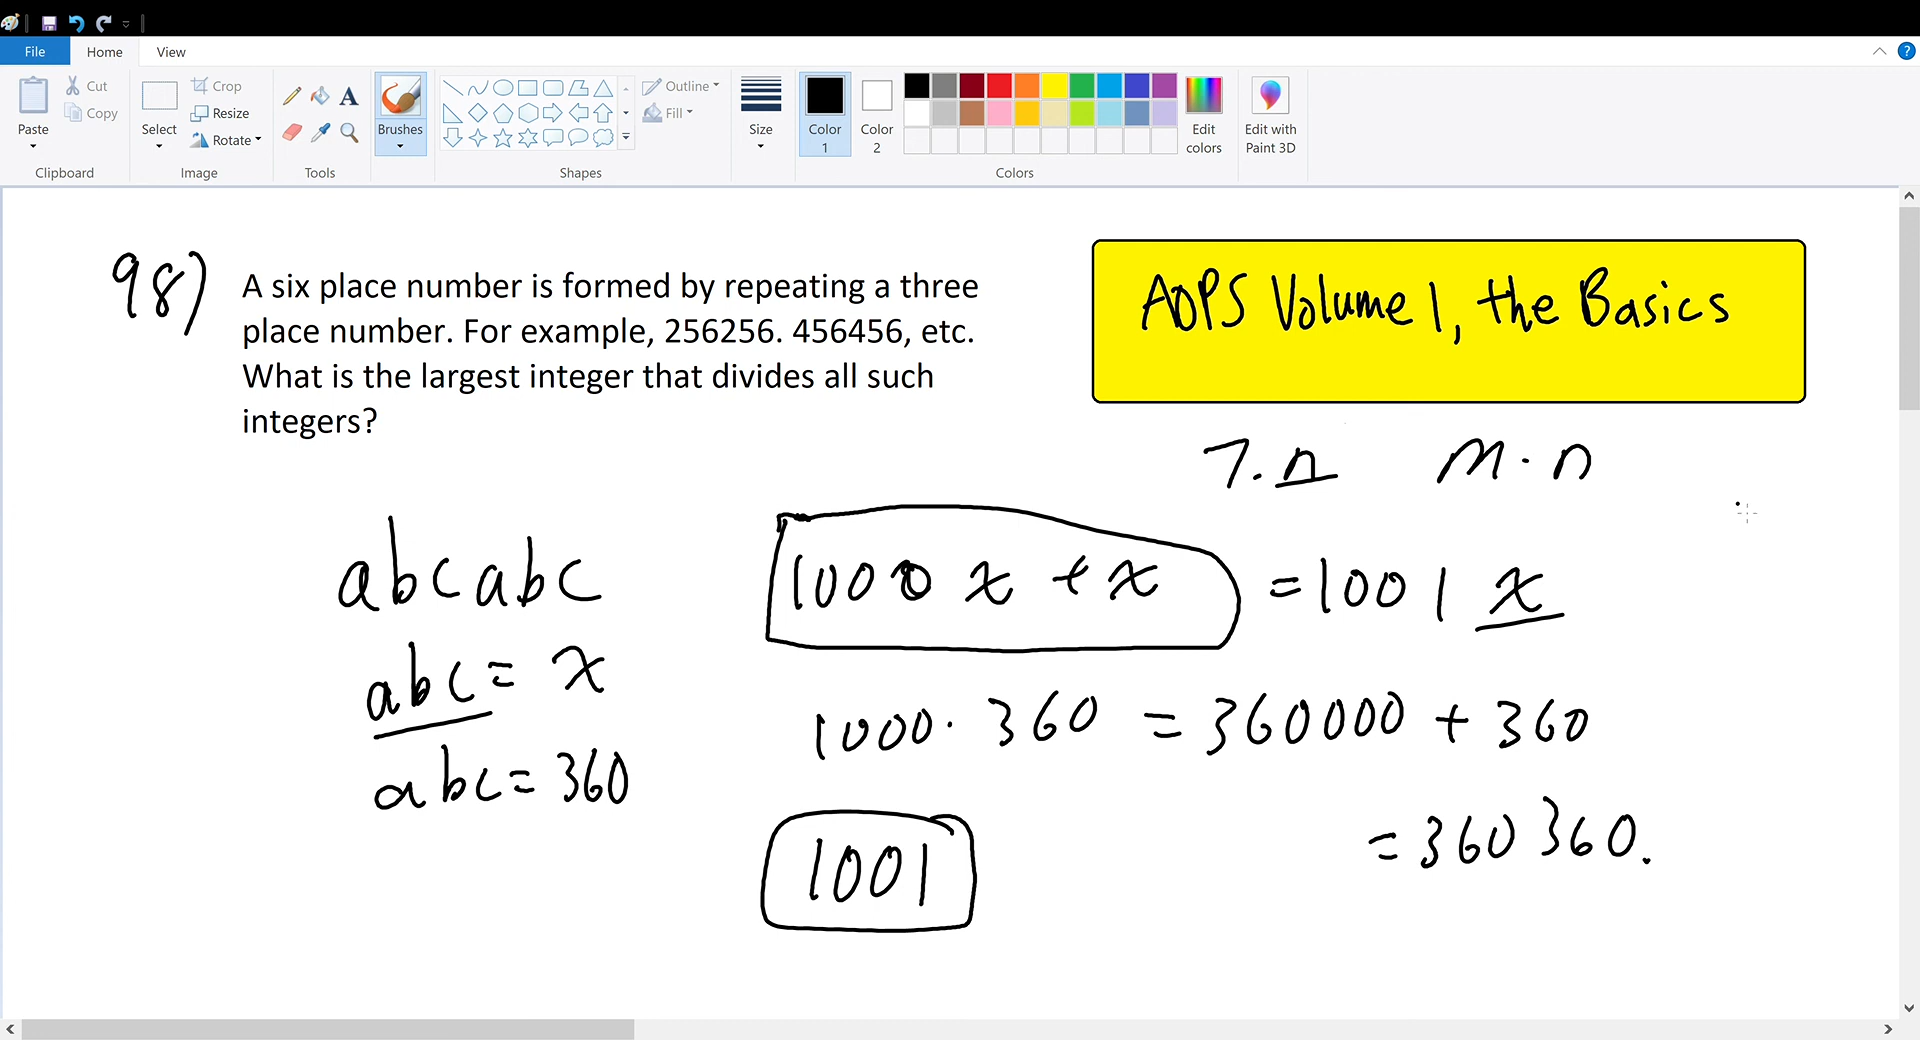 File Home View
Paste Cut Copy Select Crop Resize Rotate A Brushes Outline Fill Size Color 1 Color 2 Edit colors Edit with Paint 3D
Clipboard Image Tools Shapes Colors
98)
A six place number is formed by repeating a three
place number. For example, 256256. 456456, etc.
What is the largest integer that divides all such
integers?
AOPS Volume 1, the Basics
7.n m·n
abcabc
1000x + x = 1001 x
abc = x
1000· 360 = 360000 + 360
abc = 360
= 360360.
1001